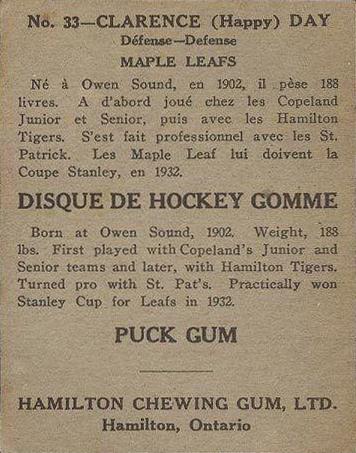 No. 33—CLARENCE (Happy) DAY
Défense—Defense
MAPLE LEAFS
Né à Owen Sound, en 1902, il pèse 188
livres. A d'abord joué chez les Copeland
Junior et Senior, puis avec les Hamilton
Tigers. S'est fait professionnel avec les St.
Patrick. Les Maple Leaf lui doivent la
Coupe Stanley, en 1932.
DISQUE DE HOCKEY GOMME
Born at Owen Sound, 1902. Weight, 188
lbs. First played with Copeland's Junior and
Senior teams and later, with Hamilton Tigers.
Turned pro with St. Pat's. Practically won
Stanley Cup for Leafs in 1932.
PUCK GUM
HAMILTON CHEWING GUM, LTD.
Hamilton, Ontario